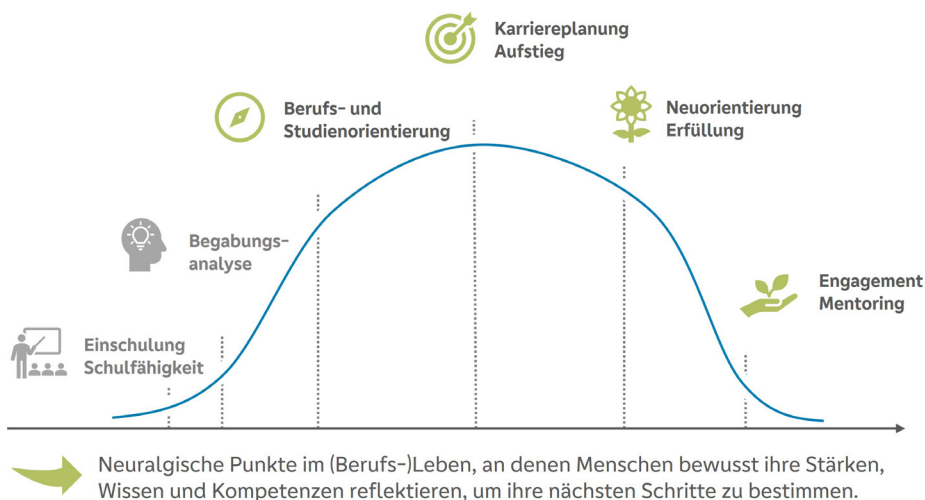 Karriereplanung
Aufstieg
Berufs- und
Studienorientierung
Neuorientierung
Erfüllung
Begabungs-
analyse
Engagement
Mentoring
Einschulung
Schulfähigkeit
Neuralgische Punkte im (Berufs-)Leben, an denen Menschen bewusst ihre Stärken,
Wissen und Kompetenzen reflektieren, um ihre nächsten Schritte zu bestimmen.